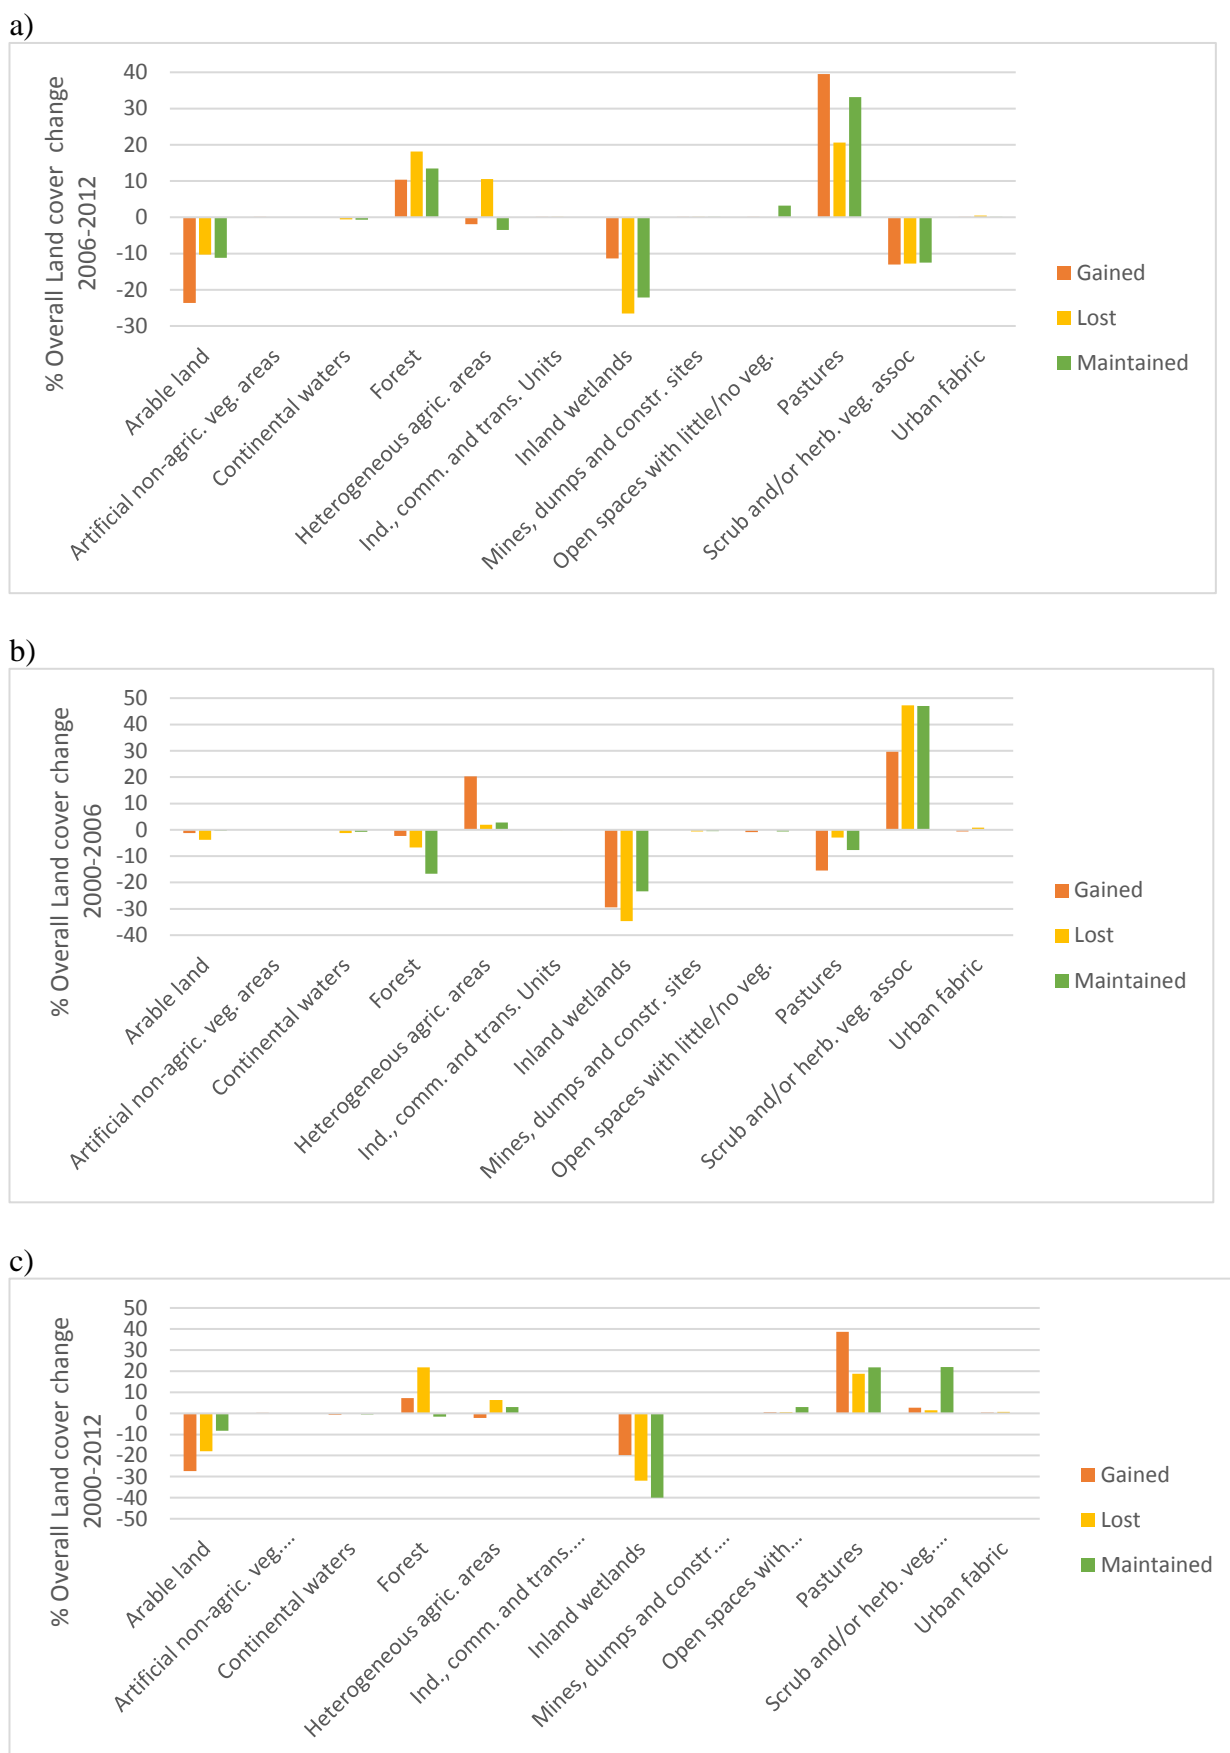 a)
% Overall Land cover change
2006-2012
40
30
20
10
0
-10
-20
-30
Arable land
Artificial non-agric. veg. areas
Continental waters
Forest
Heterogeneous agric. areas
Ind., comm. and trans. Units
Inland wetlands
Mines, dumps and constr. sites
Open spaces with little/no veg.
Pastures
Scrub and/or herb. veg. assoc
Urban fabric
Gained
Lost
Maintained
b)
% Overall Land cover change
2000-2006
50
40
30
20
10
0
-10
-20
-30
-40
Arable land
Artificial non-agric. veg. areas
Continental waters
Forest
Heterogeneous agric. areas
Ind., comm. and trans. Units
Inland wetlands
Mines, dumps and constr. sites
Open spaces with little/no veg.
Pastures
Scrub and/or herb. veg. assoc
Urban fabric
Gained
Lost
Maintained
c)
% Overall Land cover change
2000-2012
50
40
30
20
10
0
-10
-20
-30
-40
-50
Arable land
Artificial non-agric. veg....
Continental waters
Forest
Heterogeneous agric. areas
Ind., comm. and trans....
Inland wetlands
Mines, dumps and constr....
Open spaces with...
Pastures
Scrub and/or herb. veg....
Urban fabric
Gained
Lost
Maintained